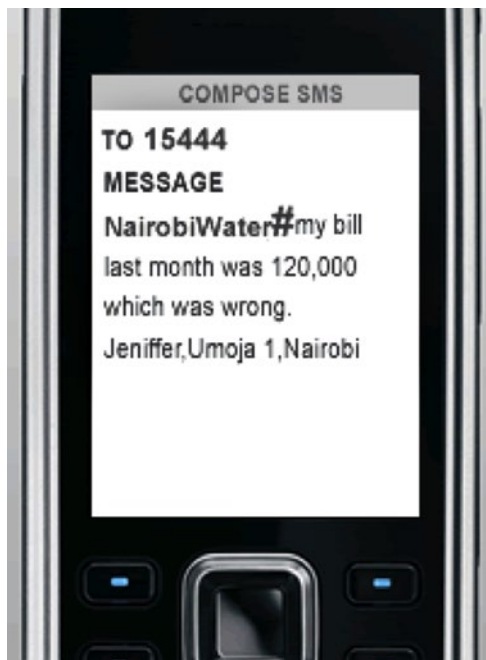 COMPOSE SMS
TO 15444
MESSAGE
NairobiWater#my bill
last month was 120,000
which was wrong.
Jeniffer,Umoja 1,Nairobi